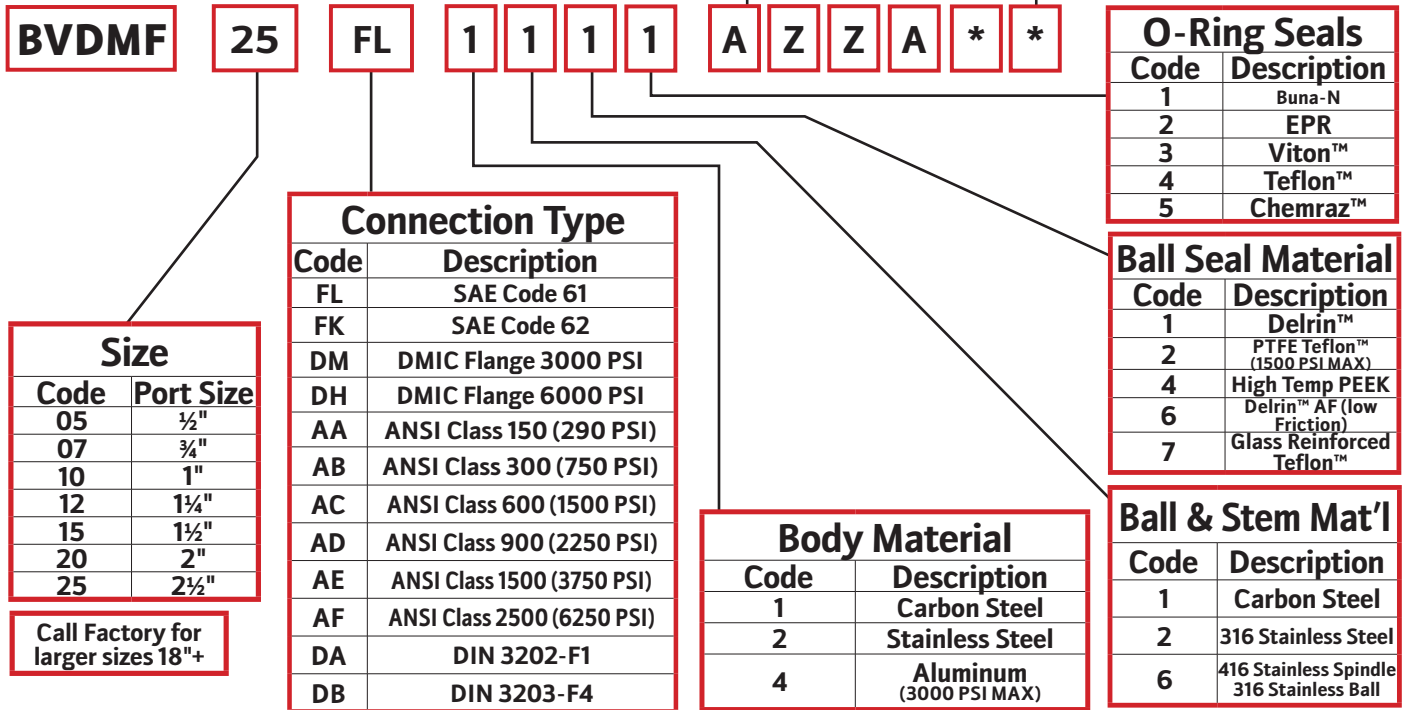 BVDMF 25 FL 1 1 1 1 A Z Z A * *
O-Ring Seals
Code Description
1 Buna-N
2 EPR
3 Viton™
4 Teflon™
5 Chemraz™
Connection Type
Code Description
FL SAE Code 61
FK SAE Code 62
DM DMIC Flange 3000 PSI
DH DMIC Flange 6000 PSI
AA ANSI Class 150 (290 PSI)
AB ANSI Class 300 (750 PSI)
AC ANSI Class 600 (1500 PSI)
AD ANSI Class 900 (2250 PSI)
AE ANSI Class 1500 (3750 PSI)
AF ANSI Class 2500 (6250 PSI)
DA DIN 3202-F1
DB DIN 3203-F4
Ball Seal Material
Code Description
1 Delrin™
2 PTFE Teflon™
(1500 PSI MAX)
4 High Temp PEEK
6 Delrin™ AF (low
Friction)
7 Glass Reinforced
Teflon™
Size
Code Port Size
05 ½"
07 ¾"
10 1"
12 1¼"
15 1½"
20 2"
25 2½"
Call Factory for
larger sizes 18"+
Body Material
Code Description
1 Carbon Steel
2 Stainless Steel
4 Aluminum
(3000 PSI MAX)
Ball & Stem Mat'l
Code Description
1 Carbon Steel
2 316 Stainless Steel
6 416 Stainless Spindle
316 Stainless Ball